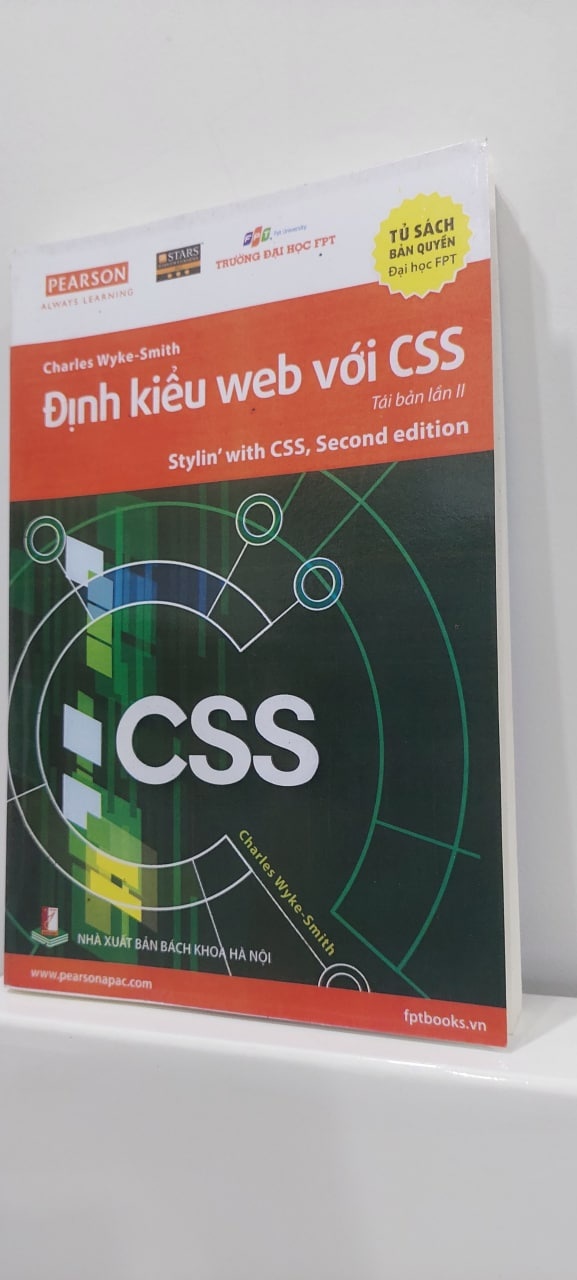 PEARSON
ALWAYS LEARNING
STARS
FPT. Fpt University
TRƯỜNG ĐẠI HỌC FPT
TỦ SÁCH
BẢN QUYỀN
Đại học FPT
Charles Wyke-Smith
Định kiểu web với CSS
Tái bản lần II
Stylin' with CSS, Second edition
CSS
Charles Wyke-Smith
NHÀ XUẤT BẢN BÁCH KHOA HÀ NỘI
www.pearsonapac.com
fptbooks.vn